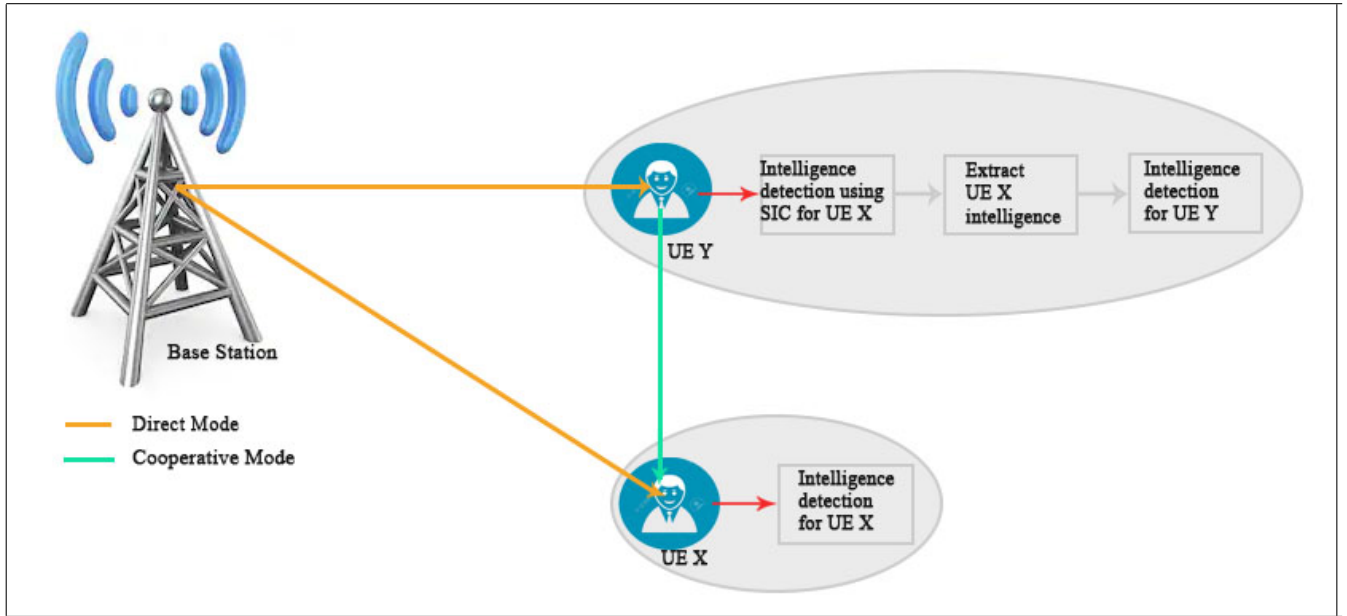 Intelligence
detection using
SIC for UE X
Extract
UE X
intelligence
Intelligence
detection
for UE Y
UE Y
Base Station
Direct Mode
Cooperative Mode
Intelligence
detection
for UE X
UE X